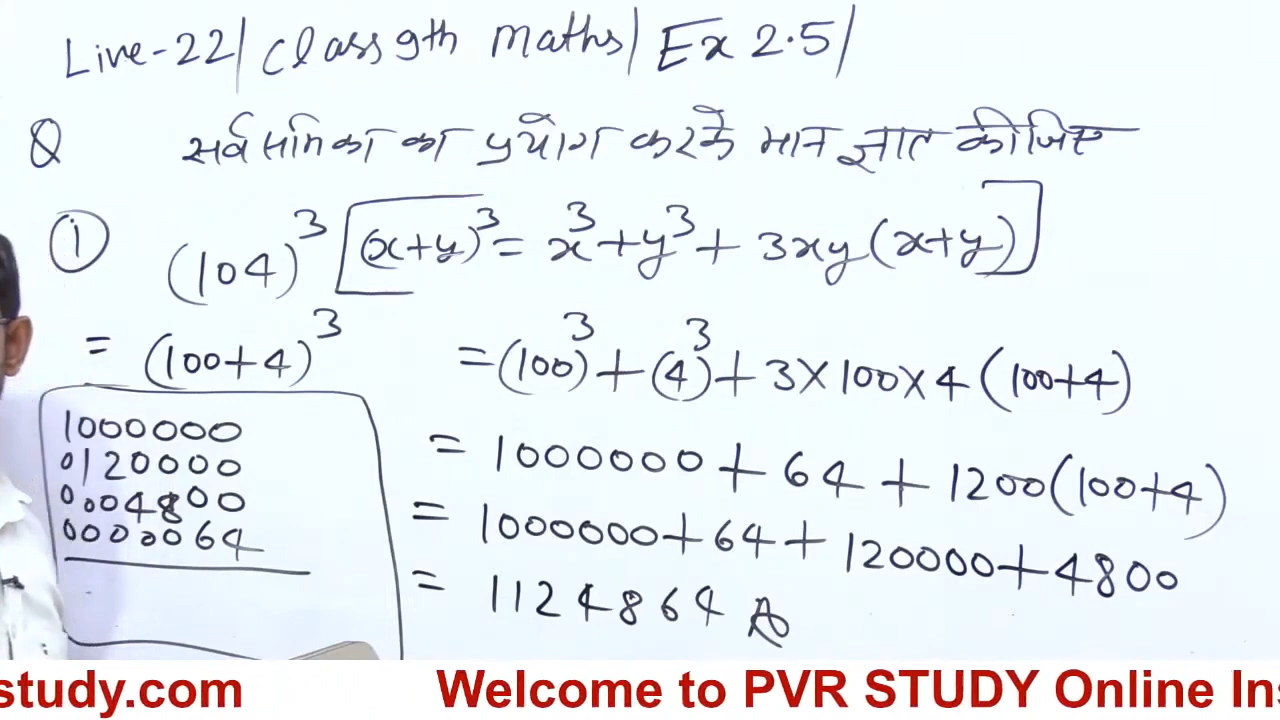 Live-22/ Class 9th maths/ Ex 2.5/
Q सर्व समिका का प्रयोग करके मान ज्ञात कीजिए
① (104)³ [(x+y)³= x³+y³+ 3xy(x+y)]
= (100+4)³ = (100)³+(4)³+ 3×100×4 (100+4)
= 1000000 + 64 + 1200(100+4)
= 1000000+64+ 120000+4800
= 1124864 A
1000000
0120000
0004800
0000064
study.com Welcome to PVR STUDY Online Ins